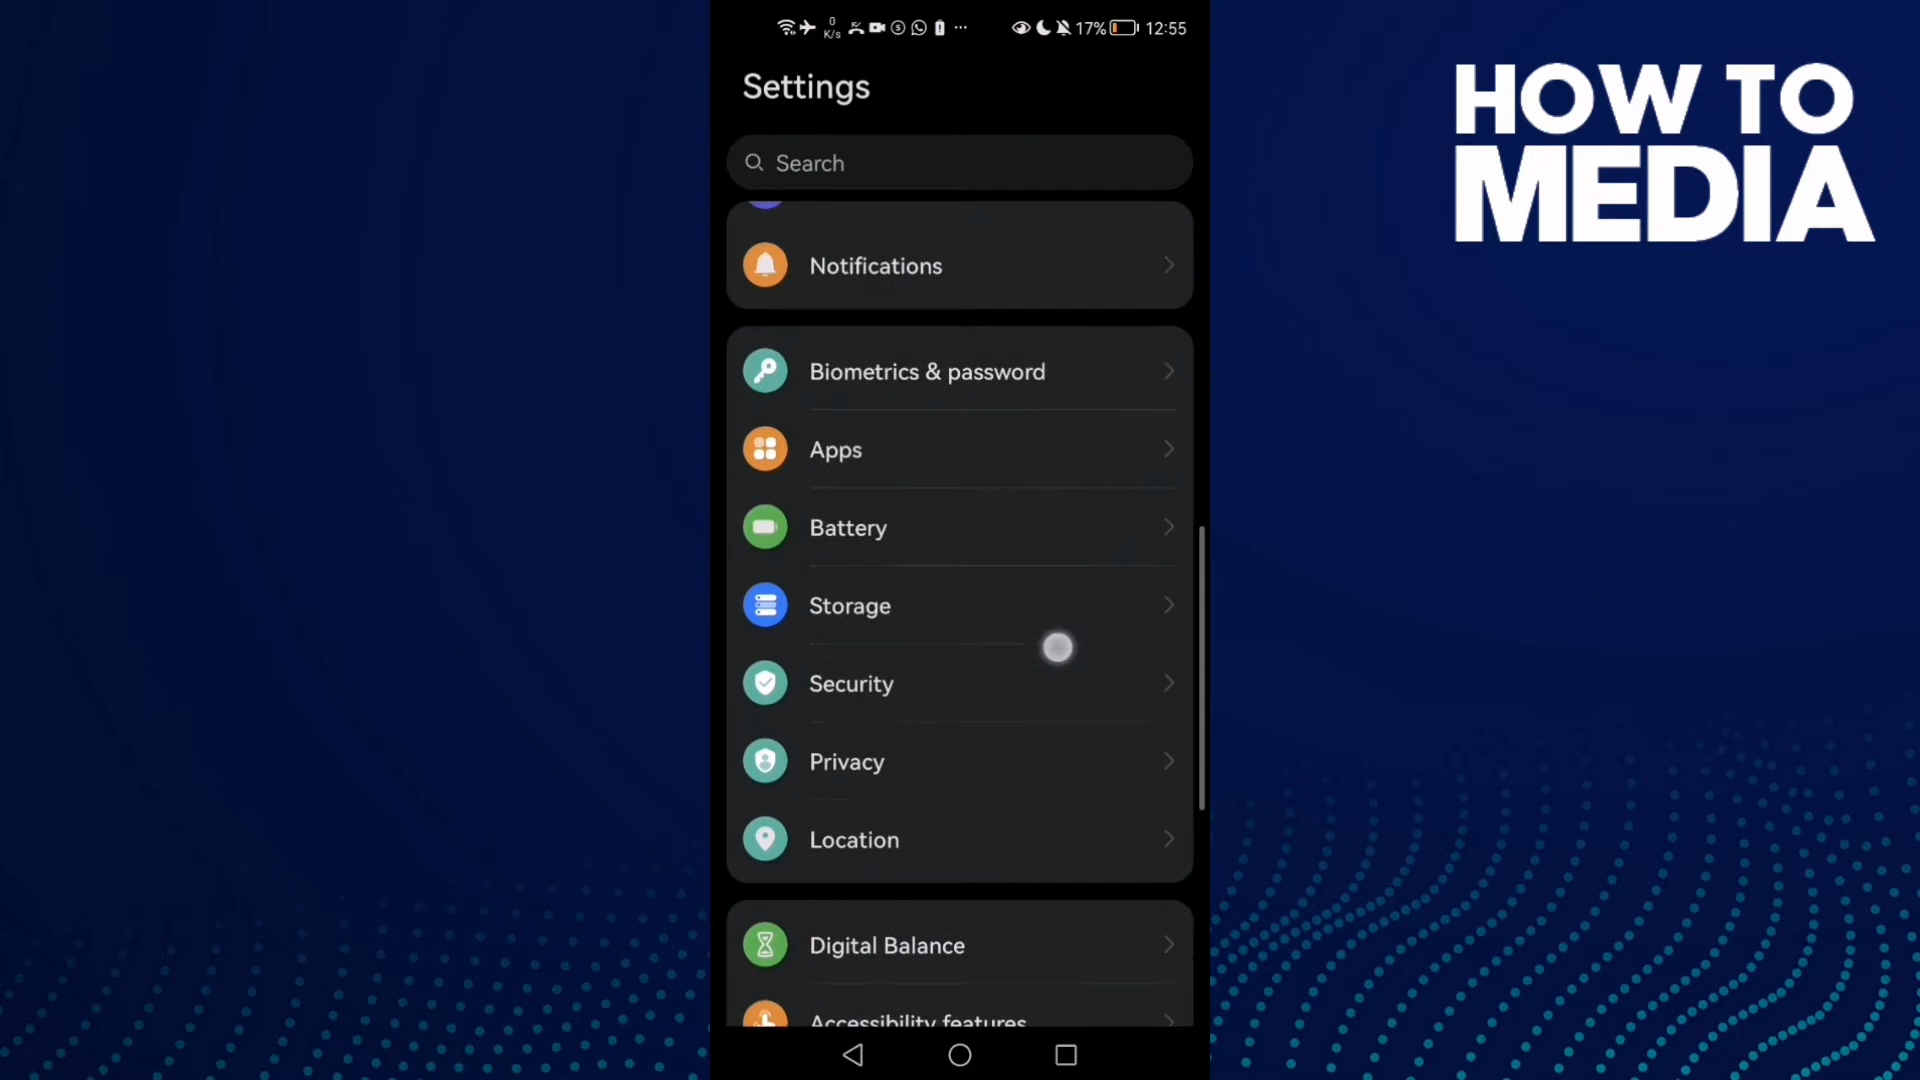 0
K/s
17%
12:55
Settings
HOW TO
MEDIA
Search
Notifications
Biometrics & password
Apps
Battery
Storage
Security
Privacy
Location
Digital Balance
Accessibility features